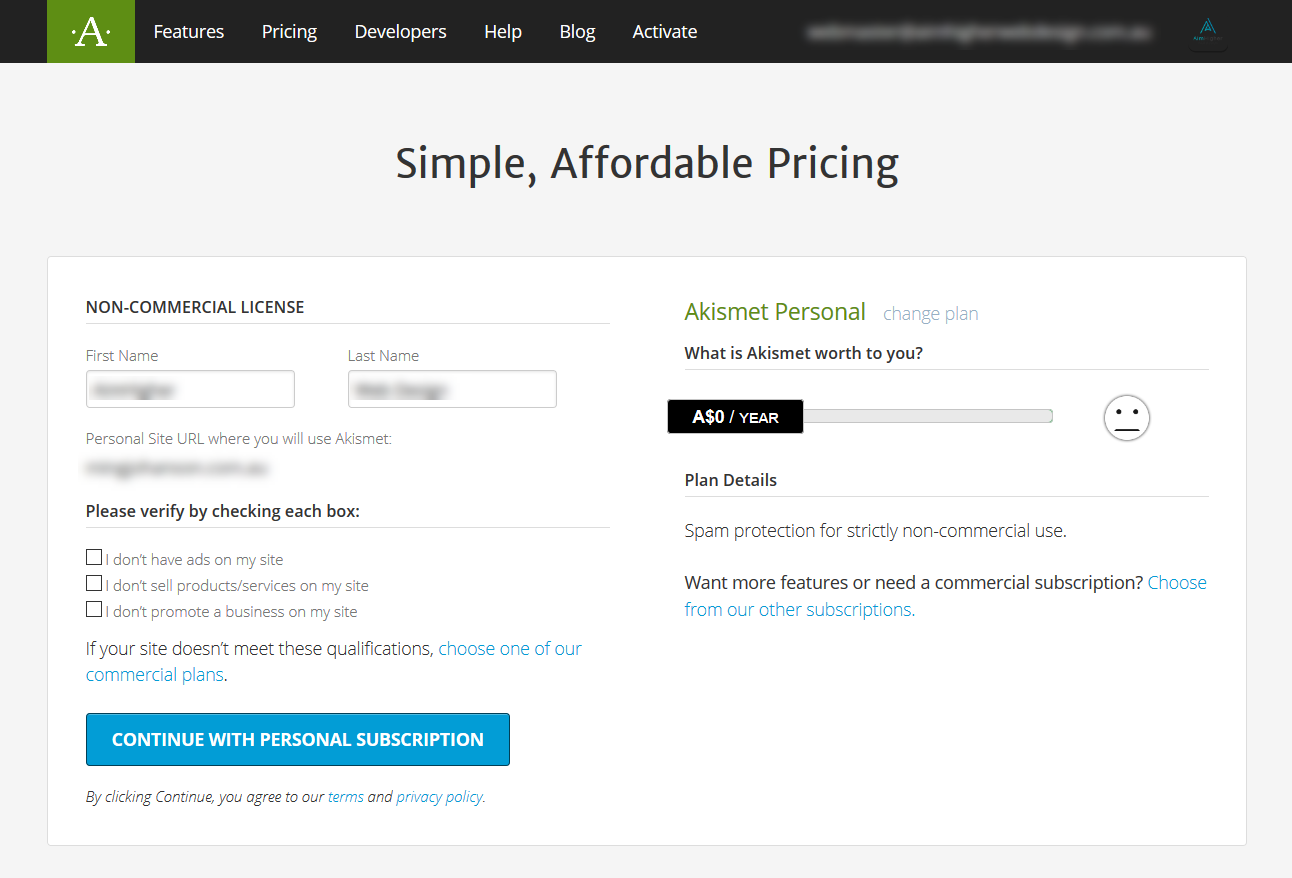 A
Features
Pricing
Developers
Help
Blog
Activate
Simple, Affordable Pricing
NON-COMMERCIAL LICENSE
First Name
Last Name
Personal Site URL where you will use Akismet:
Please verify by checking each box:
I don't have ads on my site
I don't sell products/services on my site
I don't promote a business on my site
If your site doesn't meet these qualifications, choose one of our
commercial plans.
CONTINUE WITH PERSONAL SUBSCRIPTION
By clicking Continue, you agree to our terms and privacy policy.
Akismet Personal change plan
What is Akismet worth to you?
A$0 / YEAR
Plan Details
Spam protection for strictly non-commercial use.
Want more features or need a commercial subscription? Choose
from our other subscriptions.